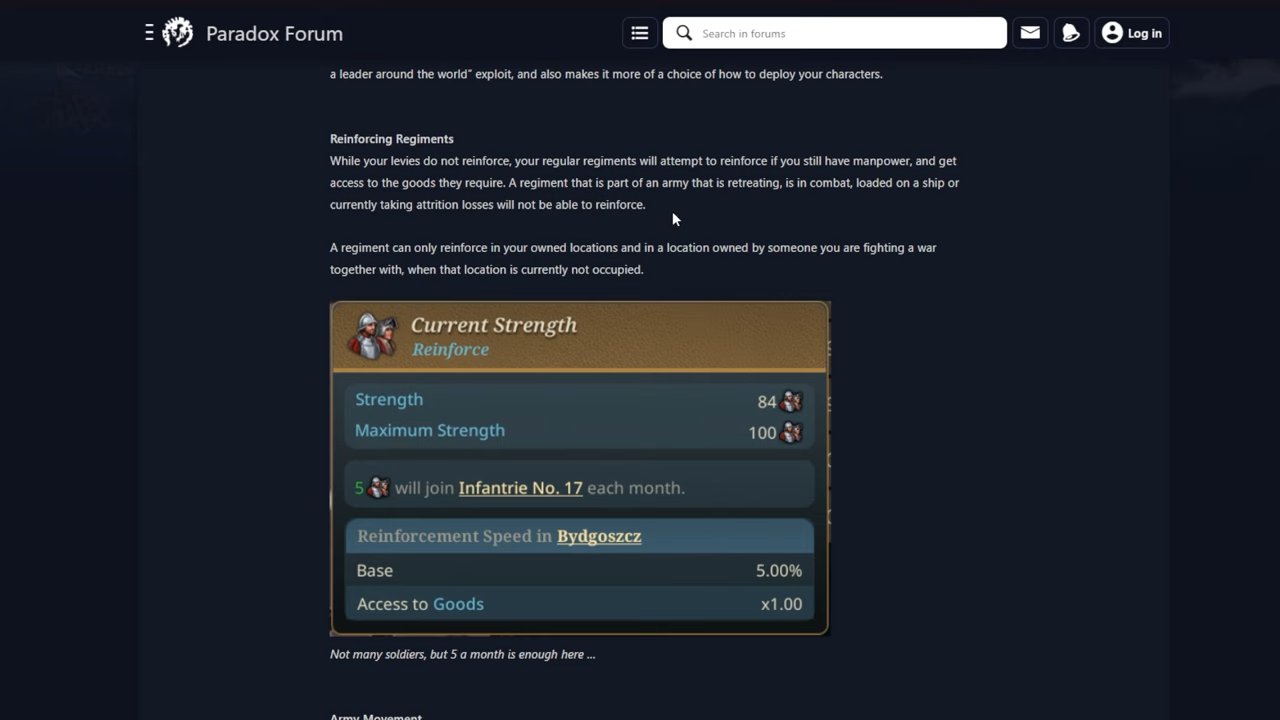 Paradox Forum
Search in forums
Log in
a leader around the world" exploit, and also makes it more of a choice of how to deploy your characters.
Reinforcing Regiments
While your levies do not reinforce, your regular regiments will attempt to reinforce if you still have manpower, and get
access to the goods they require. A regiment that is part of an army that is retreating, is in combat, loaded on a ship or
currently taking attrition losses will not be able to reinforce.
A regiment can only reinforce in your owned locations and in a location owned by someone you are fighting a war
together with, when that location is currently not occupied.
Current Strength
Reinforce
Strength 84
Maximum Strength 100
5 will join Infantrie No. 17 each month.
Reinforcement Speed in Bydgoszcz
Base 5.00%
Access to Goods x1.00
Not many soldiers, but 5 a month is enough here ...
Army Movement